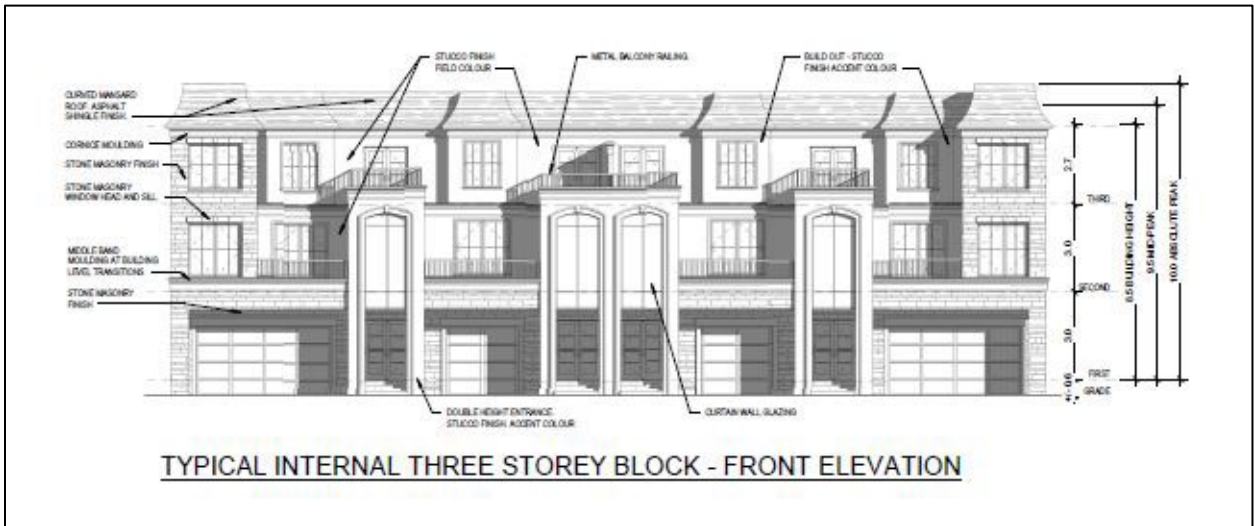 STUCCO FINISH
FIELD COLOUR
METAL BALCONY RAILING
BUILD OUT - STUCCO
FINISH ACCENT COLOUR
CURVED MANSARD
ROOF. ASPHALT
SHINGLE FINISH.
CORNICE MOULDING
STONE MASONRY FINISH
STONE MASONRY
WINDOW HEAD AND SILL
MIDDLE BAND
MOULDING AT BUILDING
LEVEL TRANSITIONS
STONE MASONRY
FINISH
2.7
THIRD
3.0
SECOND
3.0
FIRST
+/- 0.6
GRADE
8.5 BUILDING HEIGHT
9.5 MID-PEAK
10.0 ABSOLUTE PEAK
DOUBLE HEIGHT ENTRANCE.
STUCCO FINISH. ACCENT COLOUR
CURTAIN WALL GLAZING
TYPICAL INTERNAL THREE STOREY BLOCK - FRONT ELEVATION